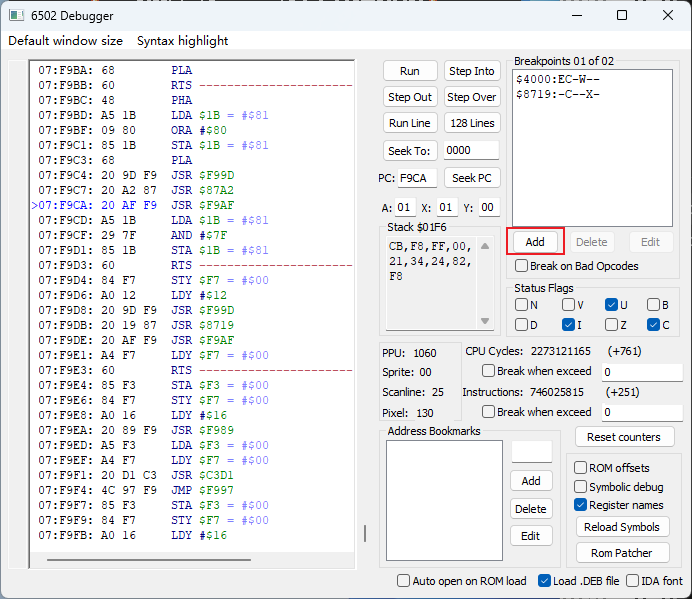 6502 Debugger
Default window size Syntax highlight
07:F9BA: 68 PLA
07:F9BB: 60 RTS -----------------------
07:F9BC: 48 PHA
07:F9BD: A5 1B LDA $1B = #$81
07:F9BF: 09 80 ORA #$80
07:F9C1: 85 1B STA $1B = #$81
07:F9C3: 68 PLA
07:F9C4: 20 9D F9 JSR $F99D
07:F9C7: 20 A2 87 JSR $87A2
>07:F9CA: 20 AF F9 JSR $F9AF
07:F9CD: A5 1B LDA $1B = #$81
07:F9CF: 29 7F AND #$7F
07:F9D1: 85 1B STA $1B = #$81
07:F9D3: 60 RTS -----------------------
07:F9D4: 84 F7 STY $F7 = #$00
07:F9D6: A0 12 LDY #$12
07:F9D8: 20 9D F9 JSR $F99D
07:F9DB: 20 19 87 JSR $8719
07:F9DE: 20 AF F9 JSR $F9AF
07:F9E1: A4 F7 LDY $F7 = #$00
07:F9E3: 60 RTS -----------------------
07:F9E4: 85 F3 STA $F3 = #$00
07:F9E6: 84 F7 STY $F7 = #$00
07:F9E8: A0 16 LDY #$16
07:F9EA: 20 89 F9 JSR $F989
07:F9ED: A5 F3 LDA $F3 = #$00
07:F9EF: A4 F7 LDY $F7 = #$00
07:F9F1: 20 D1 C3 JSR $C3D1
07:F9F4: 4C 97 F9 JMP $F997
07:F9F7: 85 F3 STA $F3 = #$00
07:F9F9: 84 F7 STY $F7 = #$00
07:F9FB: A0 16 LDY #$16
Run Step Into
Step Out Step Over
Run Line 128 Lines
Seek To: 0000
PC: F9CA Seek PC
A: 01 X: 01 Y: 00
Stack $01F6
CB,F8,FF,00,
21,34,24,82,
F8
Breakpoints 01 of 02
$4000:EC-W--
$8719:-C--X-
Add Delete Edit
Break on Bad Opcodes
Status Flags
N V U B
D I Z C
PPU: 1060
Sprite: 00
Scanline: 25
Pixel: 130
CPU Cycles: 2273121165 (+761)
Break when exceed 0
Instructions: 746025815 (+251)
Break when exceed 0
Address Bookmarks
Add
Delete
Edit
Reset counters
ROM offsets
Symbolic debug
Register names
Reload Symbols
Rom Patcher
Auto open on ROM load Load .DEB file IDA font